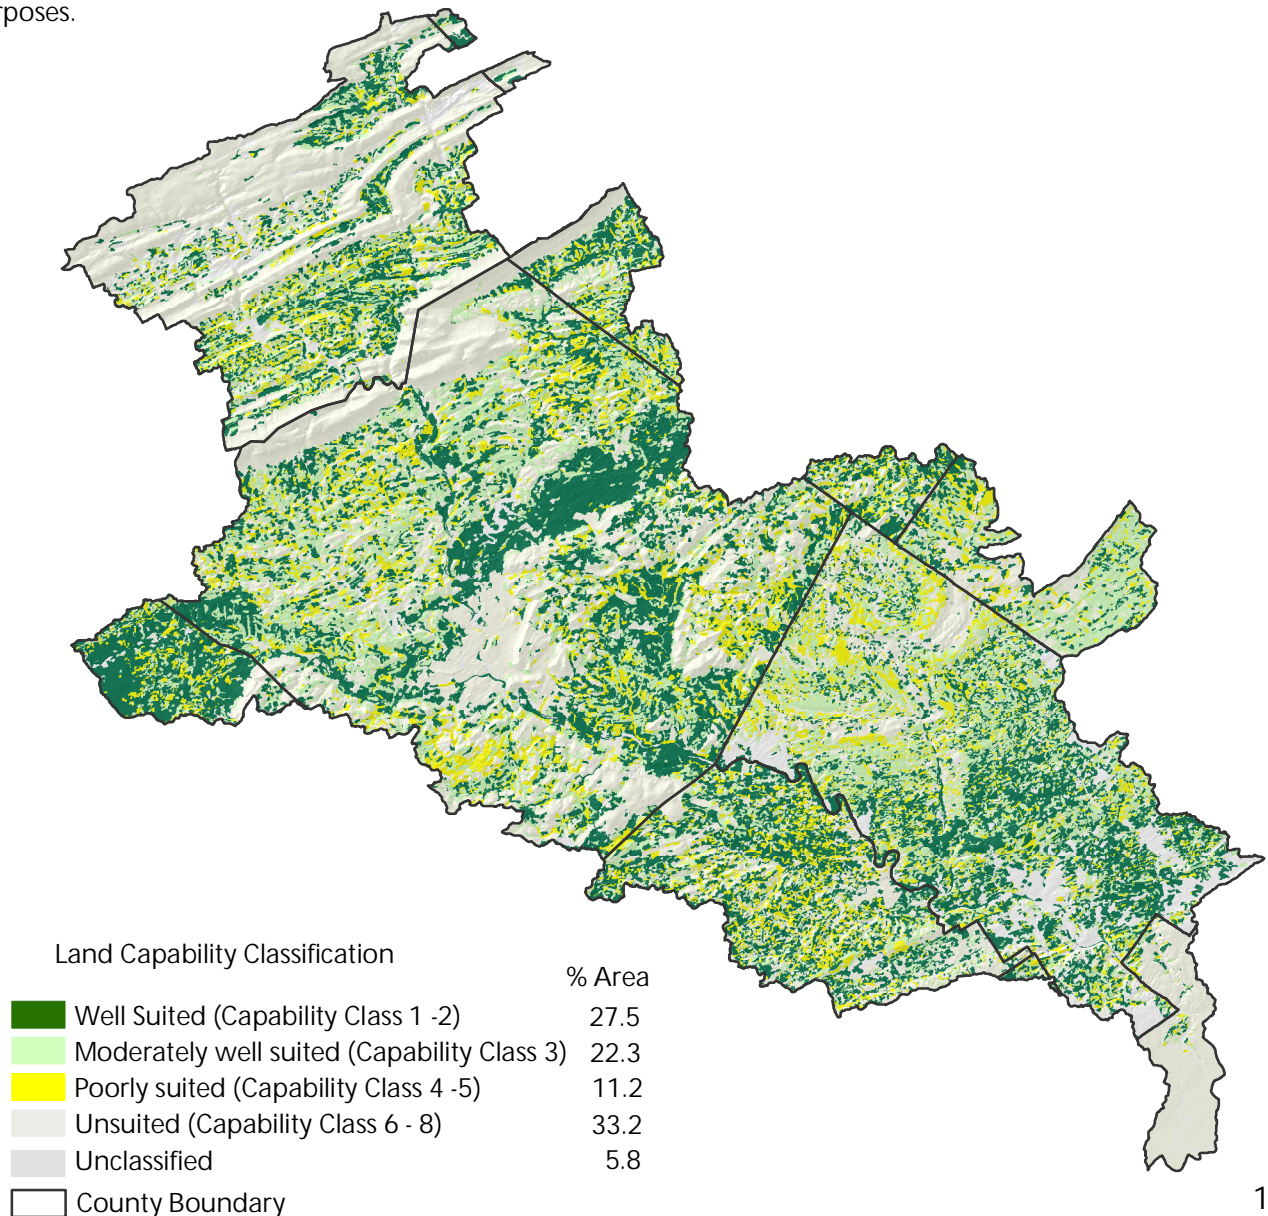 rposes.
Land Capability Classification
% Area
Well Suited (Capability Class 1 -2) 27.5
Moderately well suited (Capability Class 3) 22.3
Poorly suited (Capability Class 4 -5) 11.2
Unsuited (Capability Class 6 - 8) 33.2
Unclassified 5.8
County Boundary
1